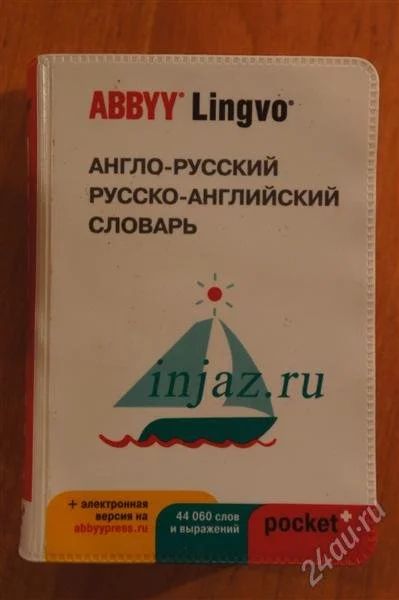 ABBYY® Lingvo®
АНГЛО-РУССКИЙ
РУССКО-АНГЛИЙСКИЙ
СЛОВАРЬ
injaz.ru
+ электронная
версия на
abbyypress.ru
44 060 слов
и выражений
pocket+
24au.ru